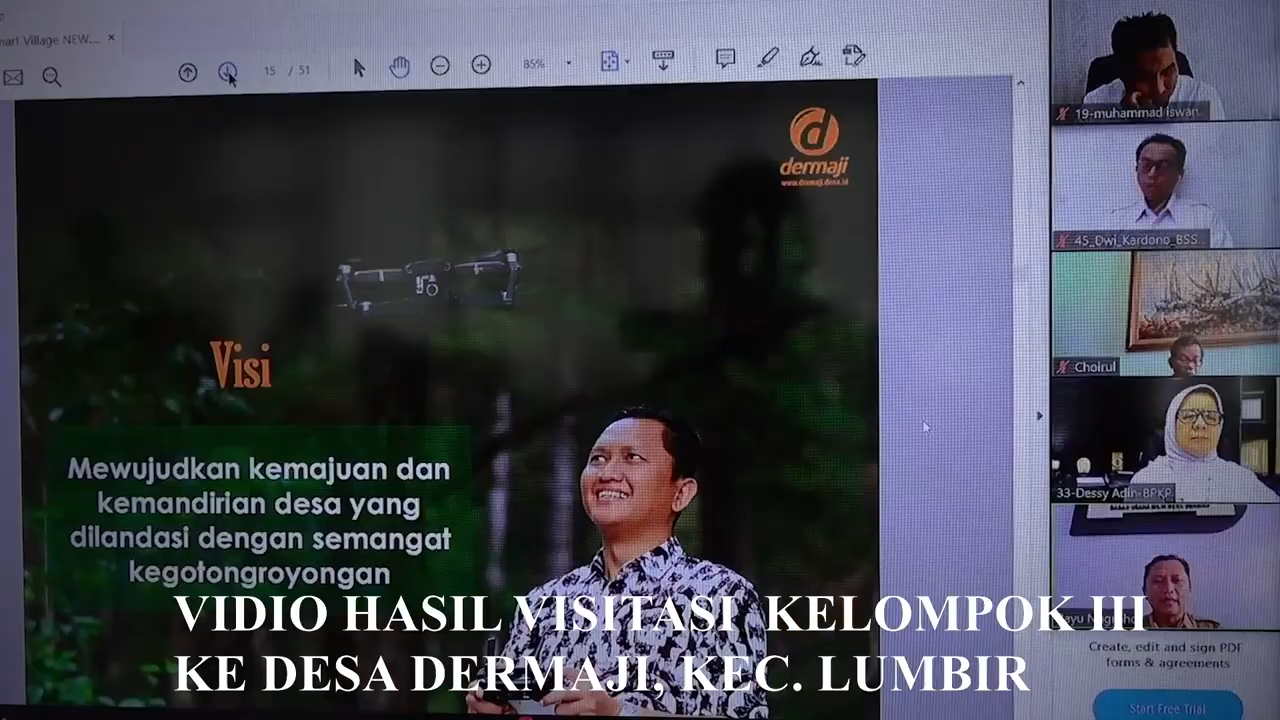 mart Village NEW....
15 / 51
85%
d
dermaji
www.dermaji.desa.id
Visi
Mewujudkan kemajuan dan
kemandirian desa yang
dilandasi dengan semangat
kegotongroyongan
VIDIO HASIL VISITASI KELOMPOK III
KE DESA DERMAJI, KEC. LUMBIR
19-muhammad iswan
45_Dwi_Kardono_BSS...
Choirul
33-Dessy Adin-BPKP
Create, edit and sign PDF
forms & agreements
Start Free Trial